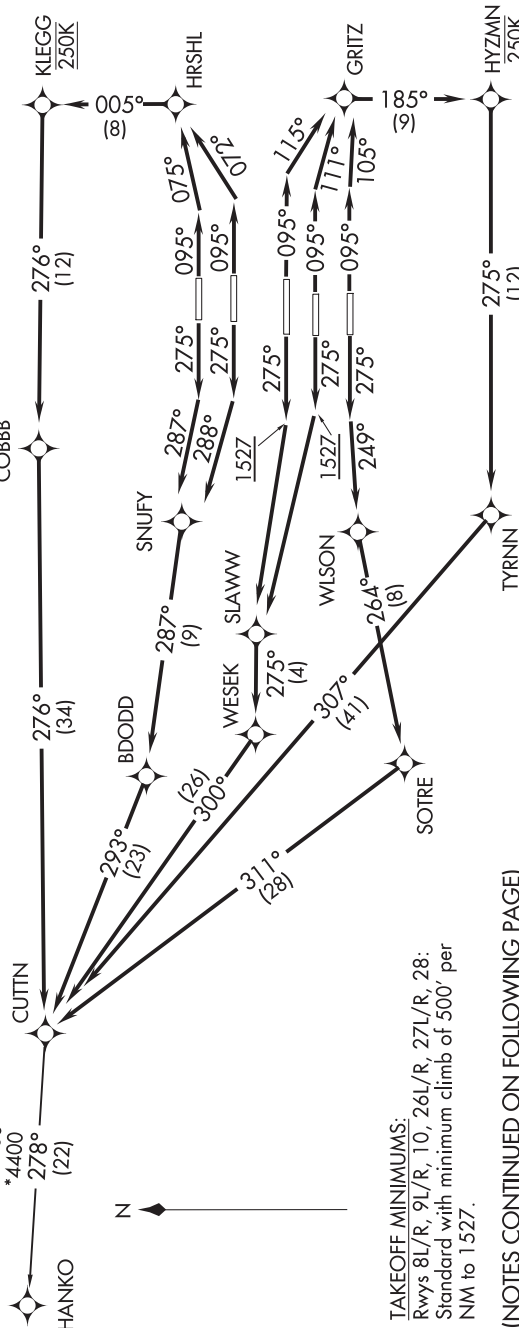 KLEGG
250K
COBBB
CUTTN
*4400
278°
(22)
HANKO
276°
(34)
276°
(12)
005°
(8)
HRSHL
SNUFY
287°
288°
275°
275°
095°
095°
075°
072°
BDODD
287°
(9)
293°
(23)
GRITZ
1527
275°
095°
115°
1527
275°
095°
111°
275°
095°
105°
249°
SLAWW
WESEK
275°
(4)
(26)
300°
WLSON
264°
(8)
185°
(9)
307°
(41)
SOTRE
311°
(28)
HYZMN
250K
275°
(12)
TYRNN
N
TAKEOFF MINIMUMS:
Rwys 8L/R, 9L/R, 10, 26L/R, 27L/R, 28:
Standard with minimum climb of 500' per
NM to 1527.
(NOTES CONTINUED ON FOLLOWING PAGE)